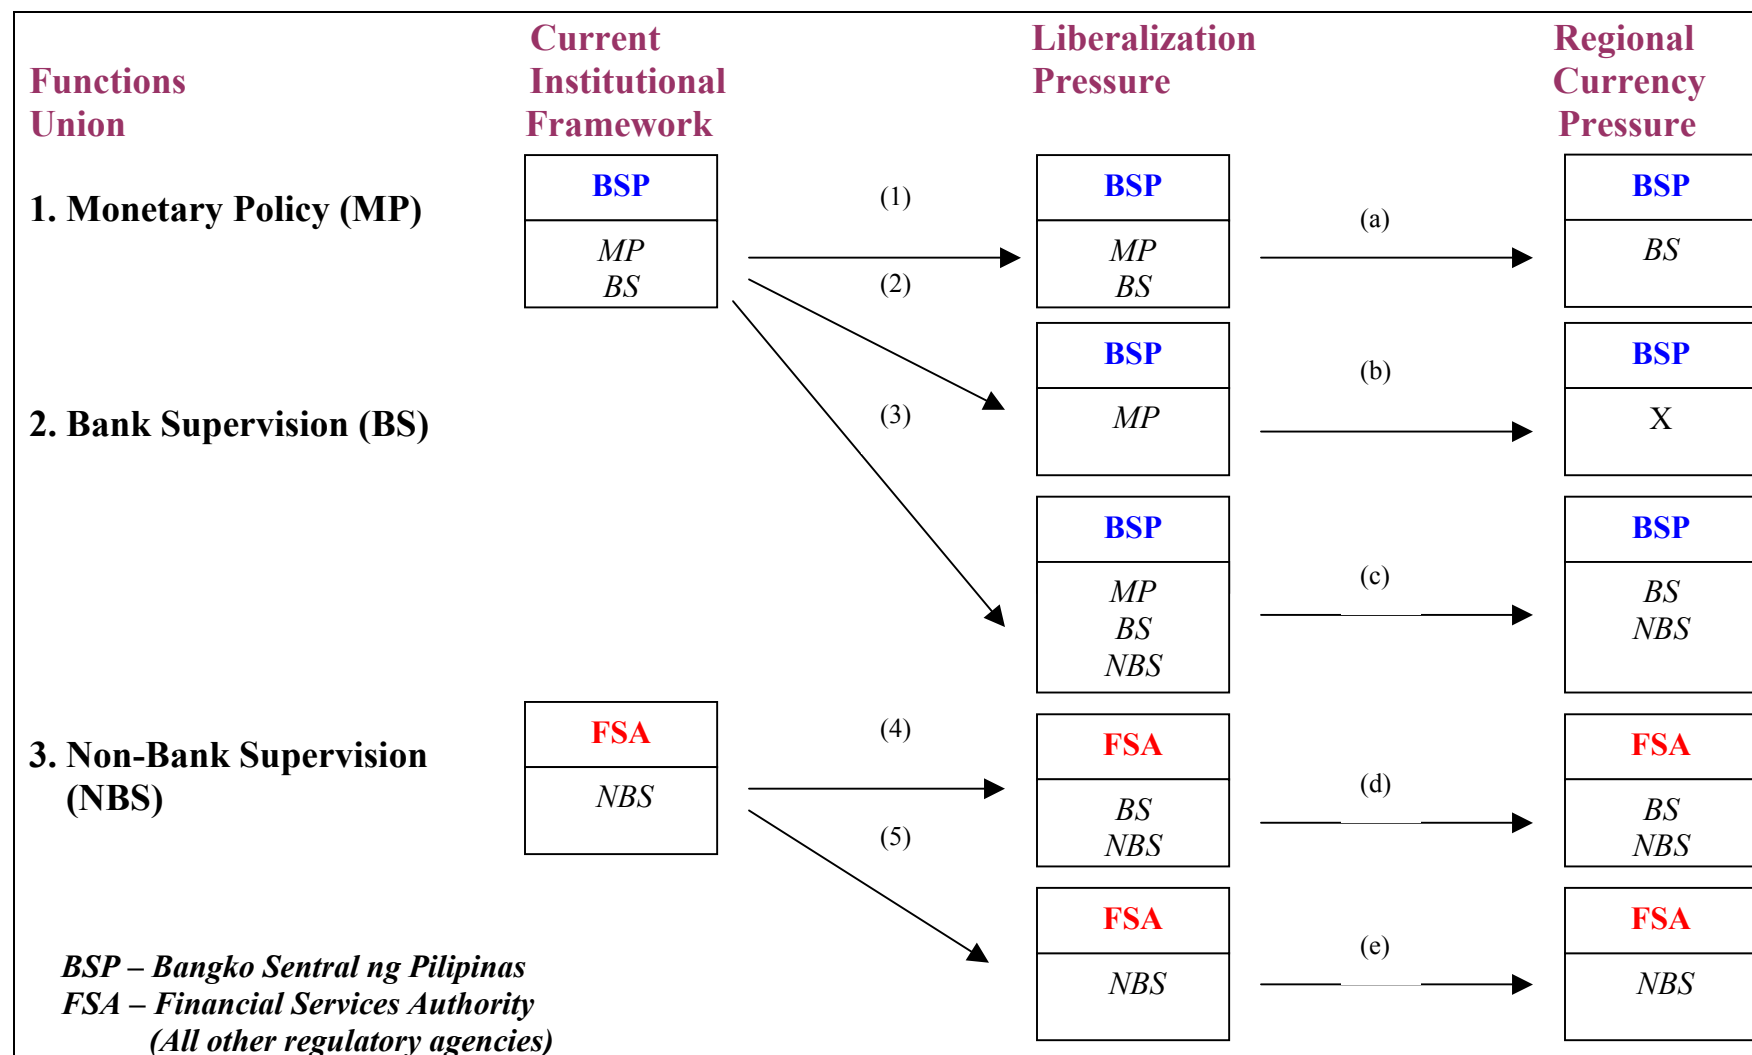 Current Liberalization Regional
Functions Institutional Pressure Currency
Union Framework Pressure
BSP (1) BSP BSP
1. Monetary Policy (MP) (a)
MP MP BS
BS (2) BS
BSP BSP
(b)
2. Bank Supervision (BS) (3) MP X
BSP BSP
(c)
MP BS
BS NBS
NBS
FSA (4) FSA FSA
3. Non-Bank Supervision
(NBS) NBS (d)
BS BS
(5) NBS NBS
FSA FSA
(e)
BSP – Bangko Sentral ng Pilipinas
NBS NBS
FSA – Financial Services Authority
(All other regulatory agencies)